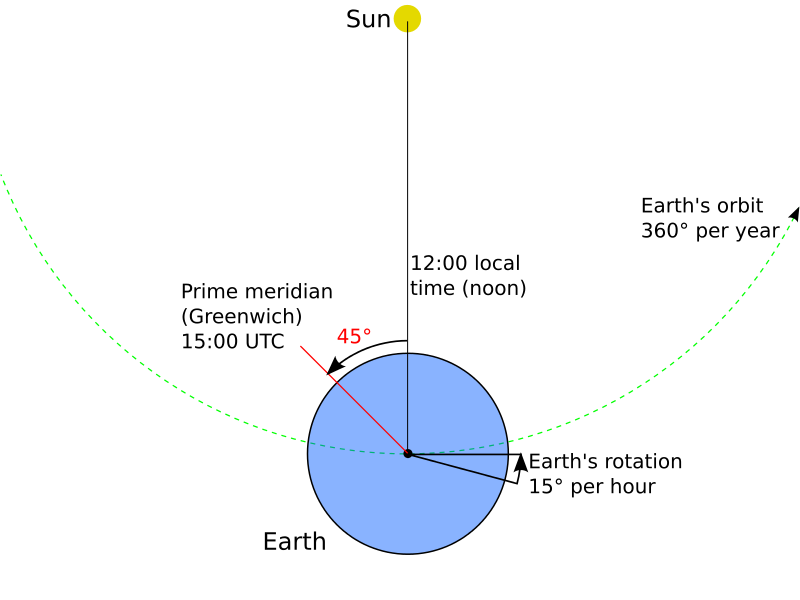 Sun
Earth's orbit
360° per year
12:00 local
time (noon)
Prime meridian
(Greenwich)
15:00 UTC
45°
Earth's rotation
15° per hour
Earth